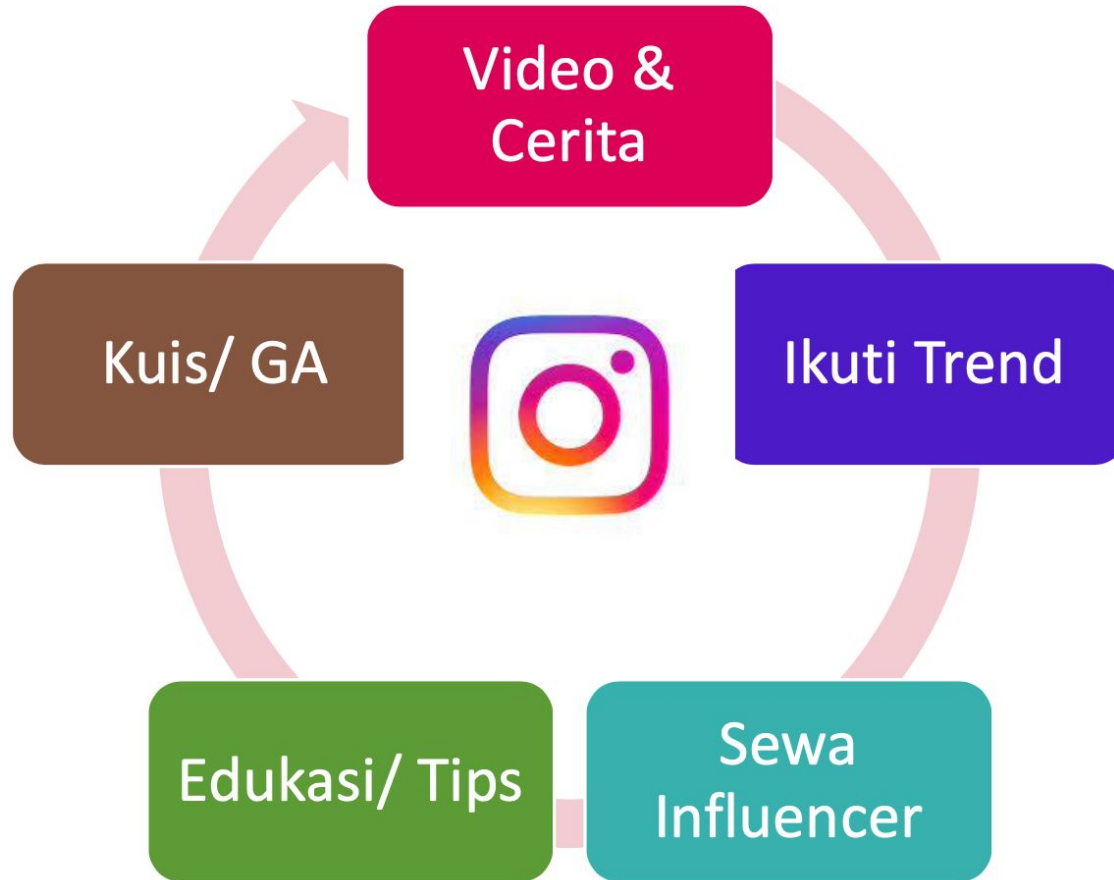 Video &
Cerita
Ikuti Trend
Sewa
Influencer
Edukasi/ Tips
Kuis/ GA